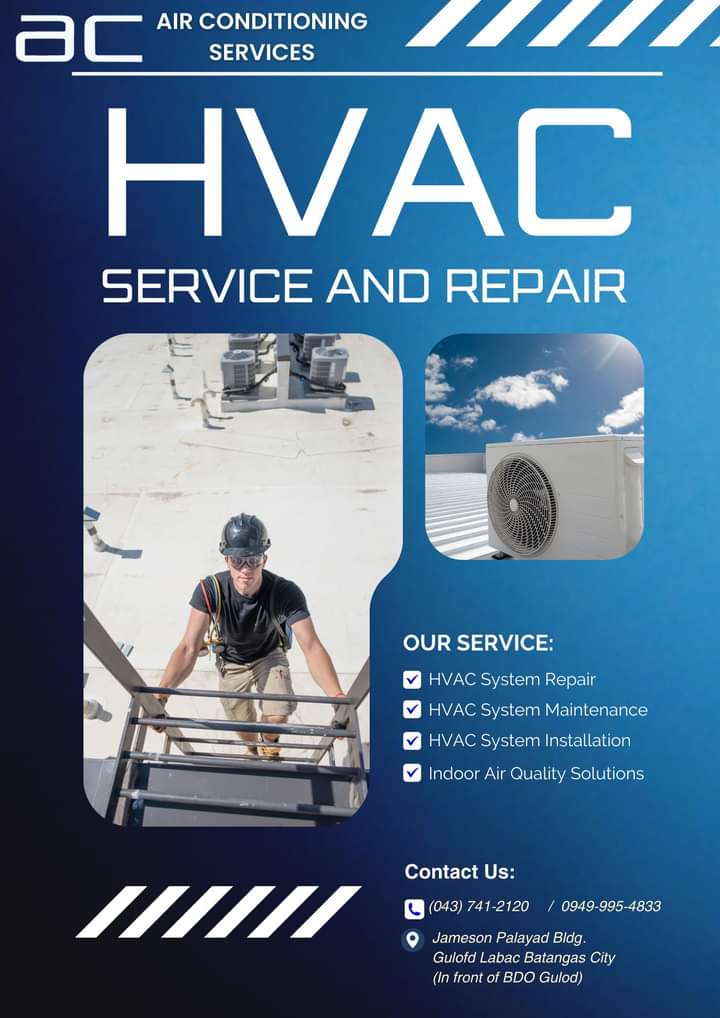 ac
AIR CONDITIONING
SERVICES
HVAC
SERVICE AND REPAIR
OUR SERVICE:
HVAC System Repair
HVAC System Maintenance
HVAC System Installation
Indoor Air Quality Solutions
Contact Us:
(043) 741-2120 / 0949-995-4833
Jameson Palayad Bldg.
Gulofd Labac Batangas City
(In front of BDO Gulod)